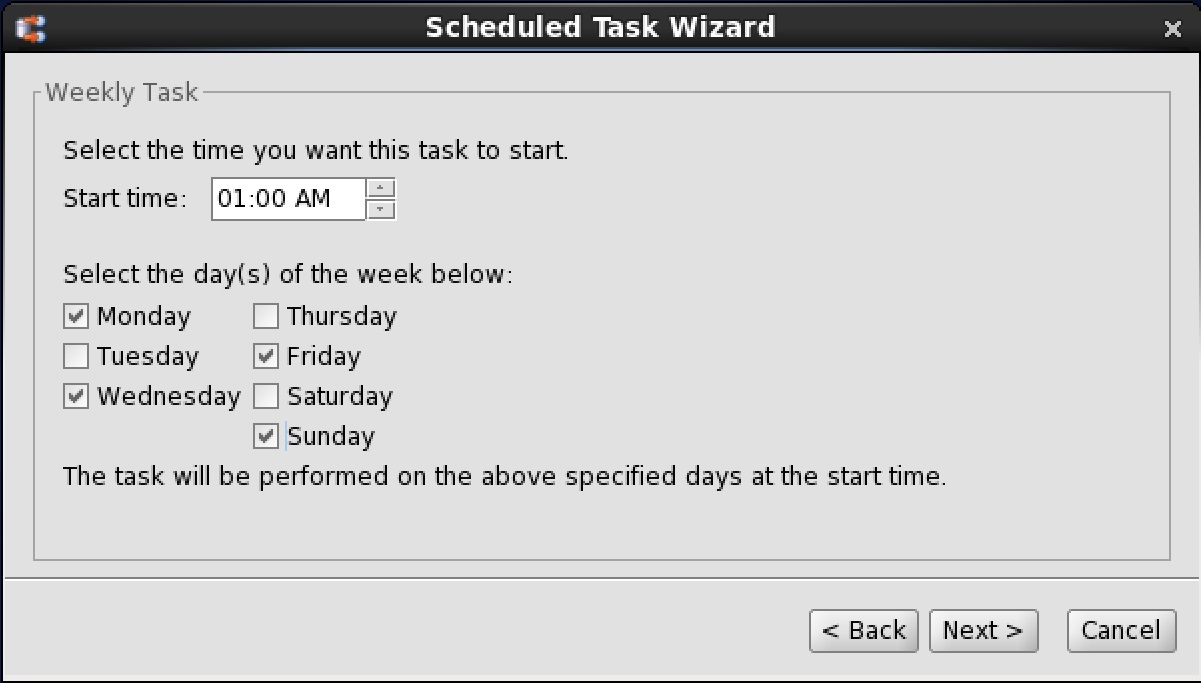 Scheduled Task Wizard
Weekly Task
Select the time you want this task to start.
Start time: 01:00 AM
Select the day(s) of the week below:
Monday Thursday
Tuesday Friday
Wednesday Saturday
Sunday
The task will be performed on the above specified days at the start time.
< Back Next > Cancel